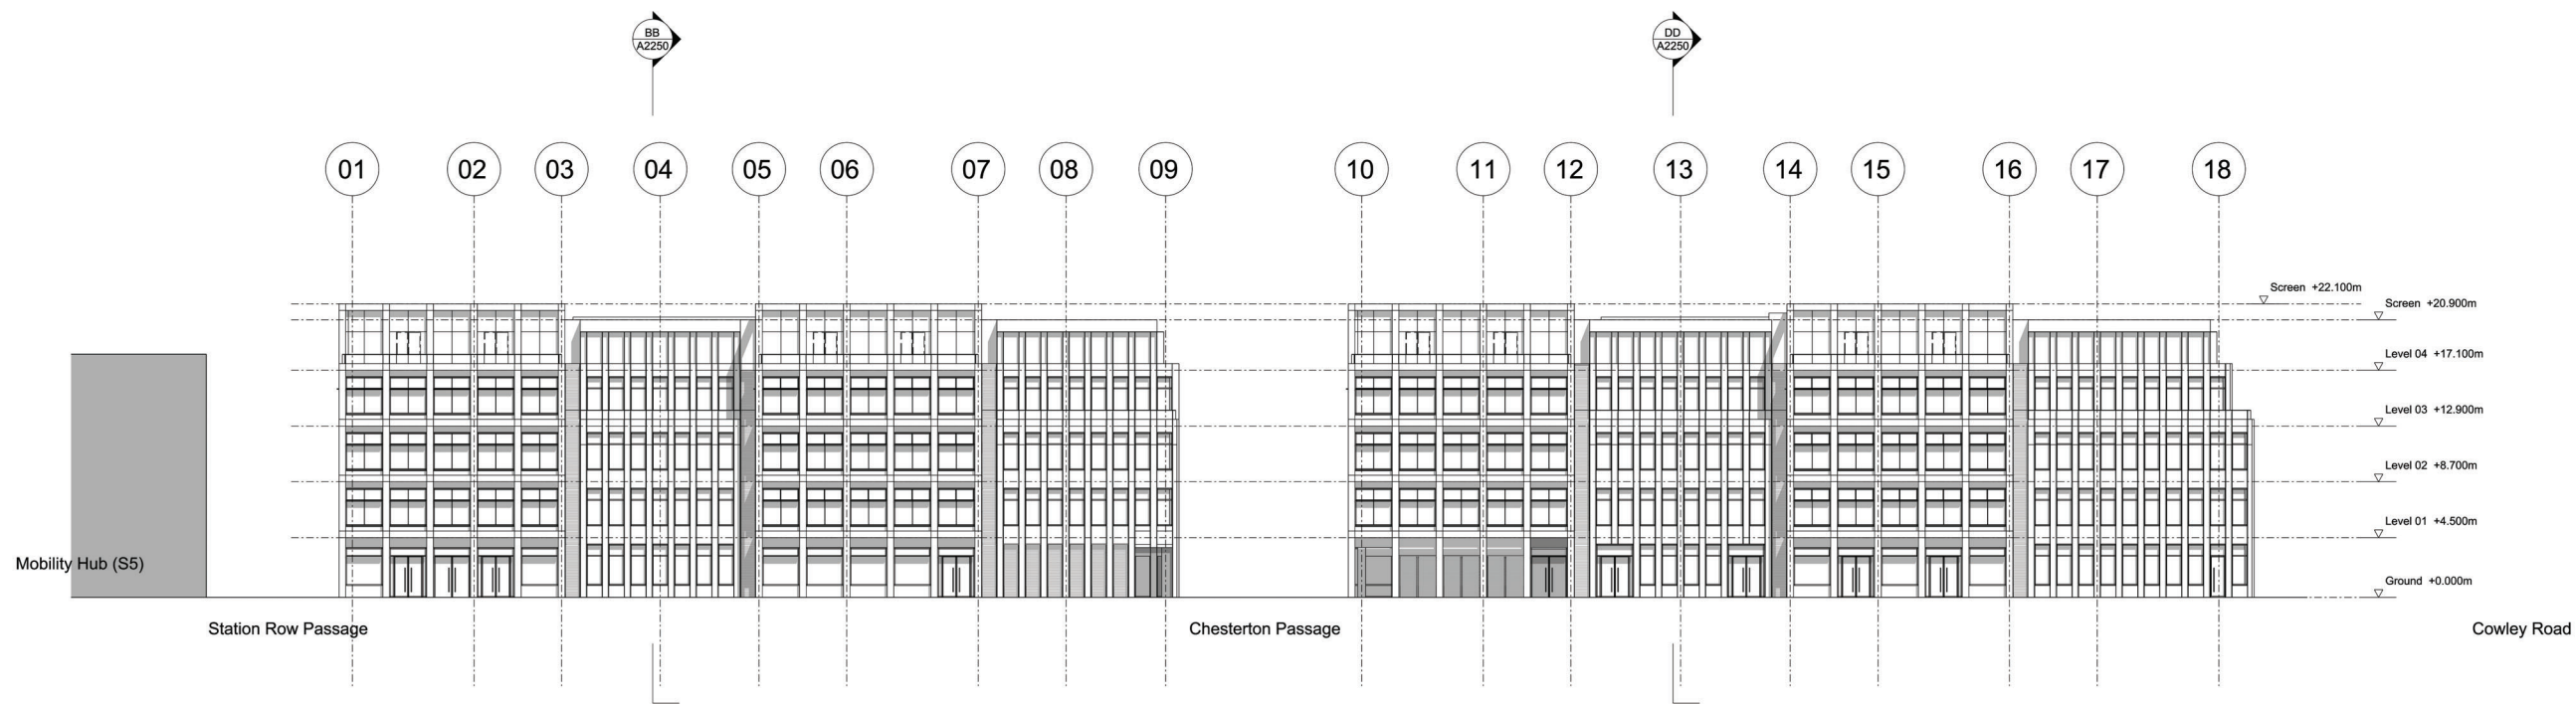 BB
A2250
DD
A2250
01
02
03
04
05
06
07
08
09
10
11
12
13
14
15
16
17
18
Screen +22.100m
Screen +20.900m
Level 04 +17.100m
Level 03 +12.900m
Level 02 +8.700m
Level 01 +4.500m
Mobility Hub (S5)
Ground +0.000m
Station Row Passage
Chesterton Passage
Cowley Road